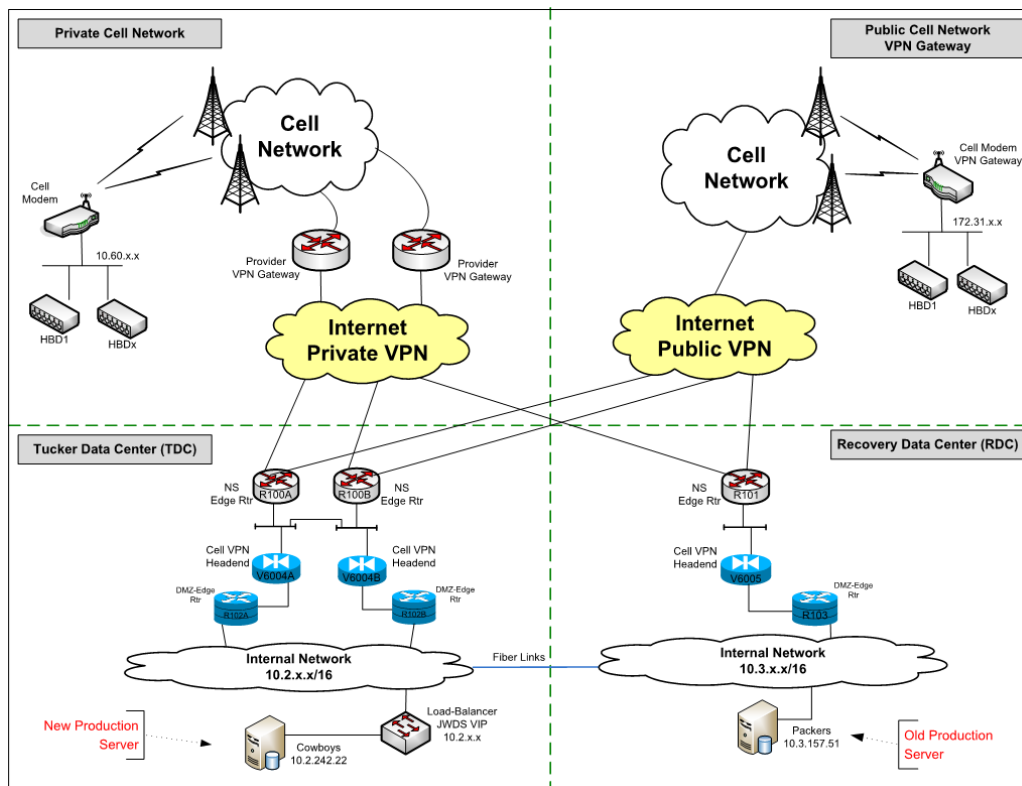 Private Cell Network
Public Cell Network
VPN Gateway
Cell
Network
Cell
Modem
10.60.x.x
HBD1
HBDx
Provider
VPN Gateway
Provider
VPN Gateway
Cell
Network
Cell Modem
VPN Gateway
172.31.x.x
HBD1
HBDx
Internet
Private VPN
Internet
Public VPN
Tucker Data Center (TDC)
Recovery Data Center (RDC)
NS
Edge Rtr
R100A
R100B
NS
Edge Rtr
NS
Edge Rtr
R101
Cell VPN
Headend
V6004A
Cell VPN
Headend
V6004B
Cell VPN
Headend
V6005
DMZ-Edge
Rtr
R102A
DMZ-Edge
Rtr
R102B
DMZ-Edge
Rtr
R103
Internal Network
10.2.x.x/16
Fiber Links
Internal Network
10.3.x.x/16
New Production
Server
Cowboys
10.2.242.22
Load-Balancer
JWDS VIP
10.2.x.x
Packers
10.3.157.51
Old Production
Server